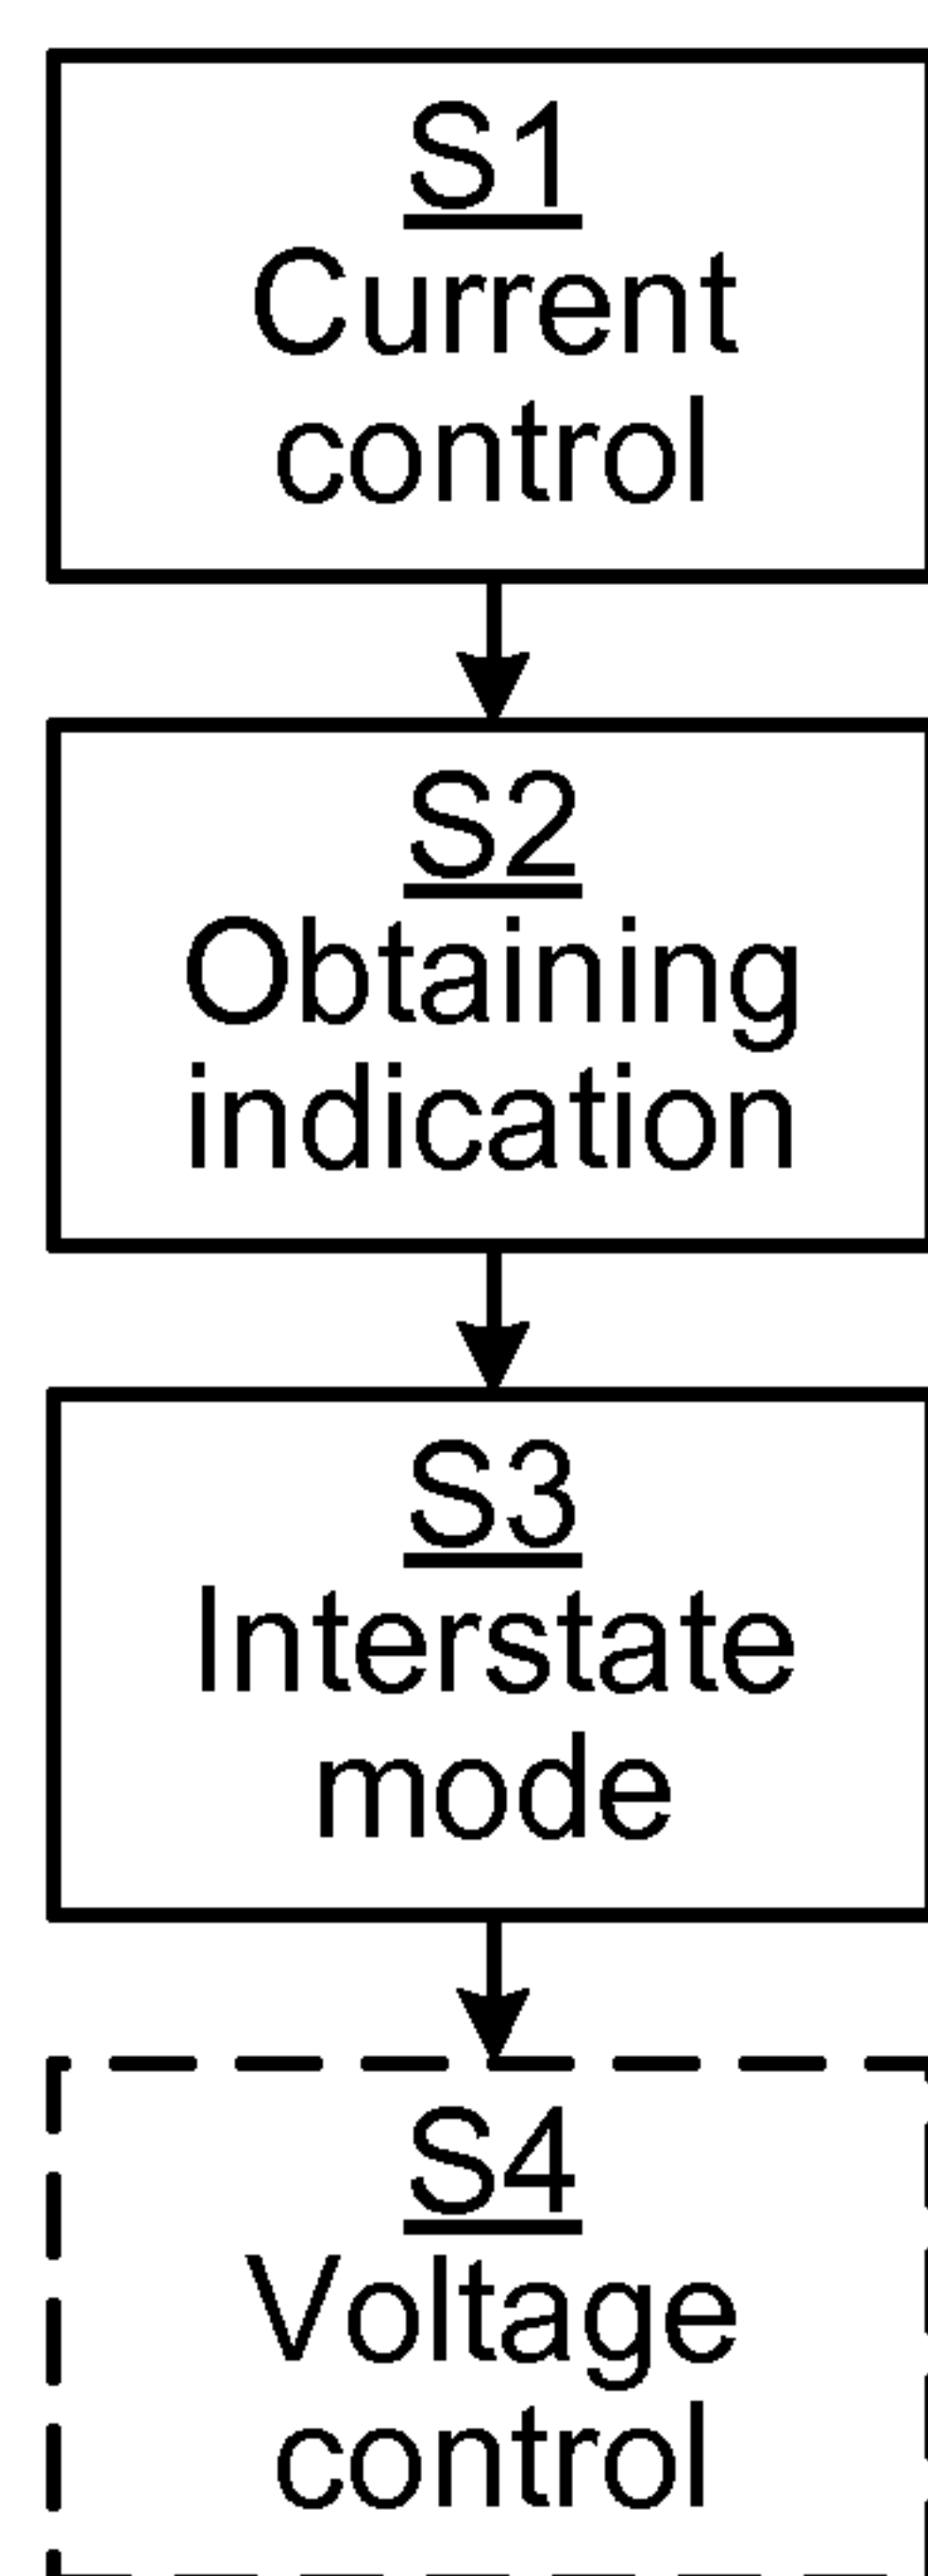 S1
Current
control
S2
Obtaining
indication
S3
Interstate
mode
S4
Voltage
control